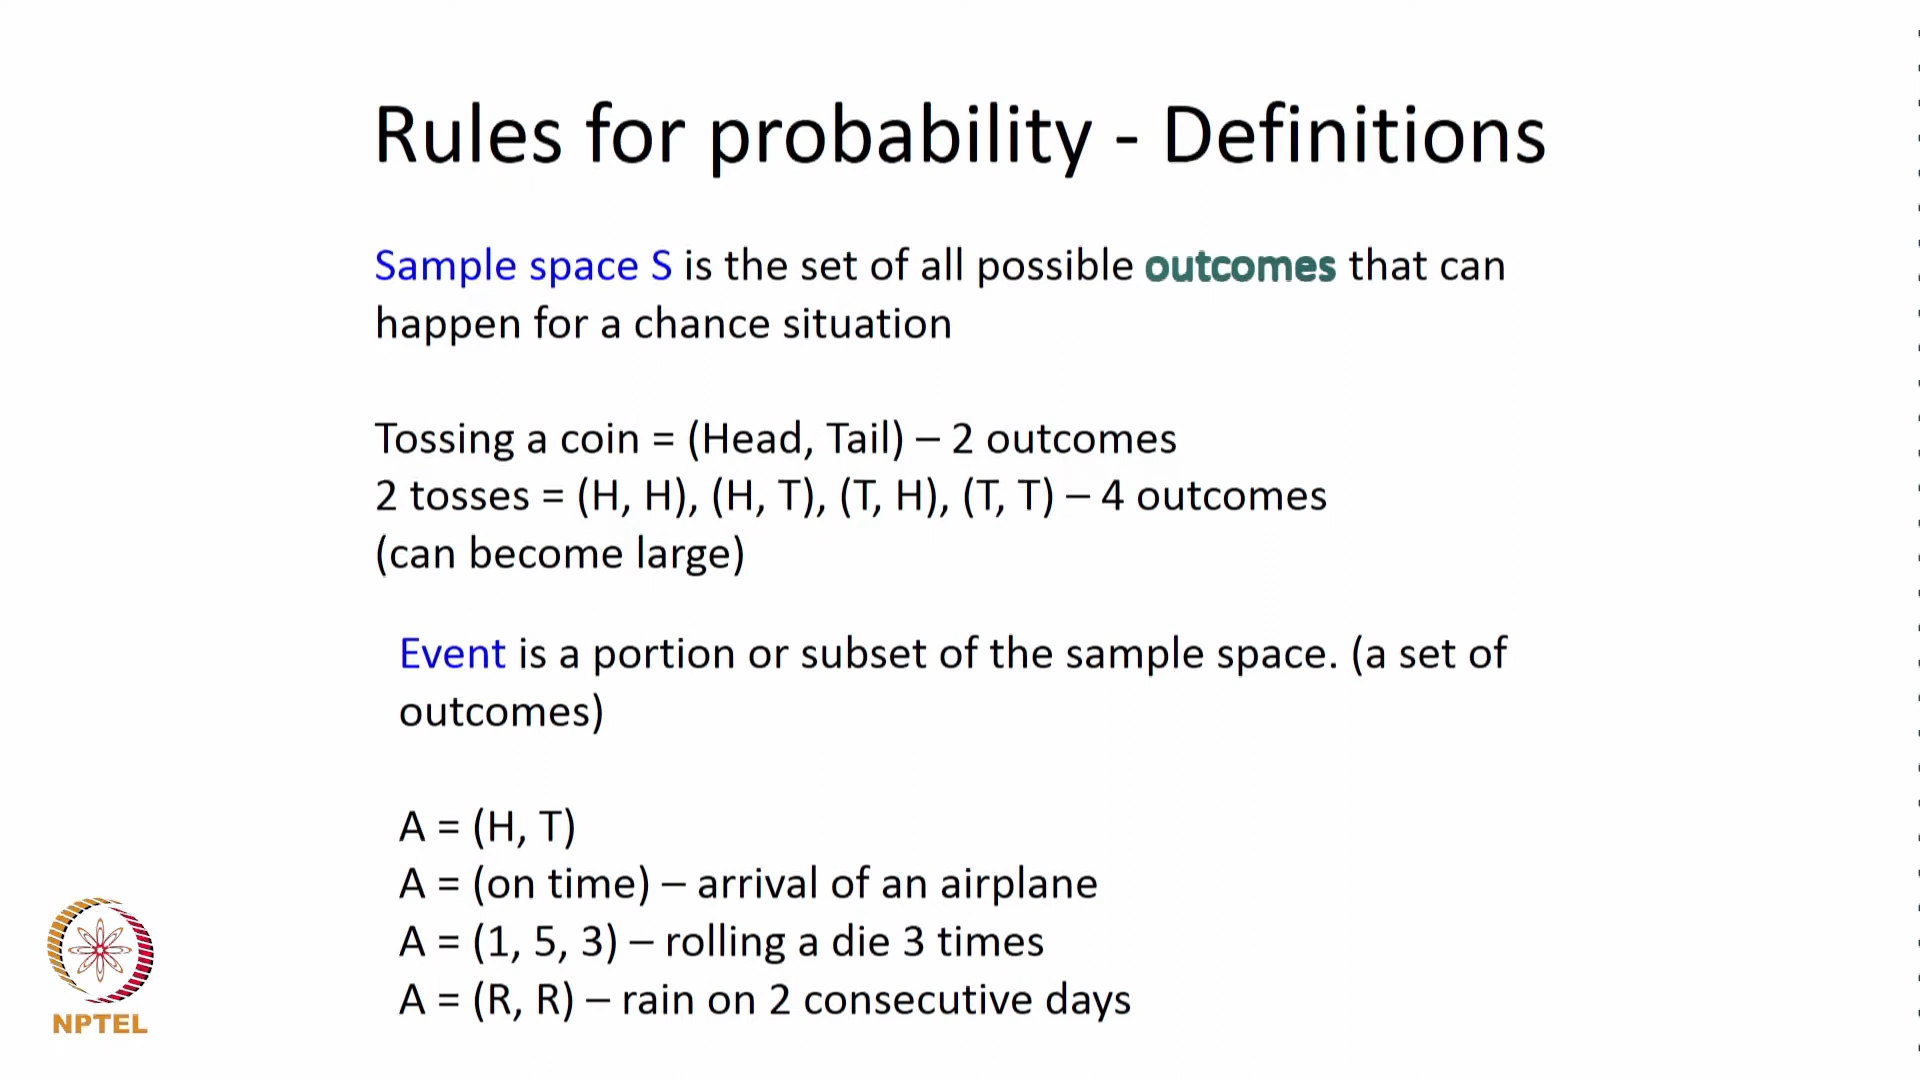 Rules for probability - Definitions
Sample space S is the set of all possible outcomes that can
happen for a chance situation
Tossing a coin = (Head, Tail) – 2 outcomes
2 tosses = (H, H), (H, T), (T, H), (T, T) – 4 outcomes
(can become large)
Event is a portion or subset of the sample space. (a set of
outcomes)
A = (H, T)
A = (on time) – arrival of an airplane
A = (1, 5, 3) – rolling a die 3 times
A = (R, R) – rain on 2 consecutive days
NPTEL